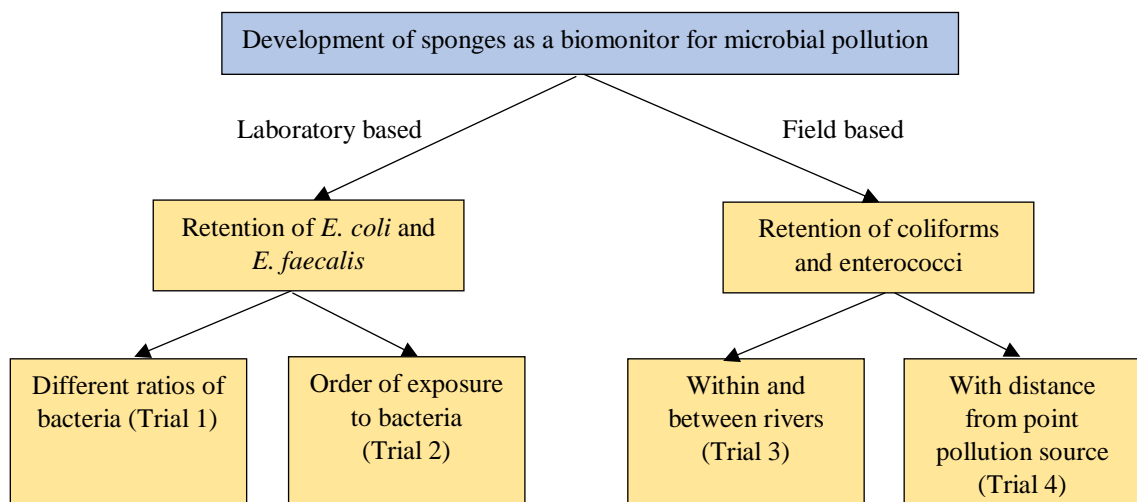 Development of sponges as a biomonitor for microbial pollution
Laboratory based
Field based
Retention of E. coli and
E. faecalis
Retention of coliforms
and enterococci
Different ratios of
bacteria (Trial 1)
Order of exposure
to bacteria
(Trial 2)
Within and
between rivers
(Trial 3)
With distance
from point
pollution source
(Trial 4)